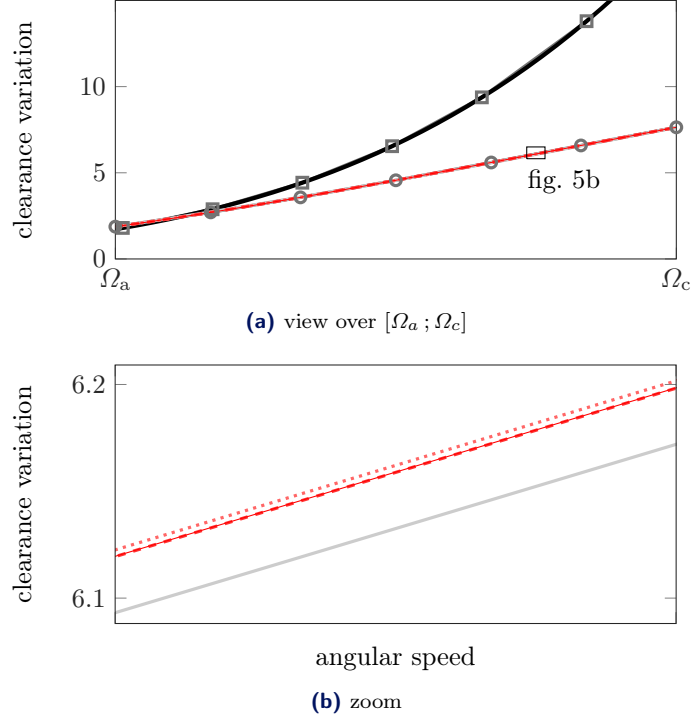 clearance variation
10
5
0
fig. 5b
Ωa Ωc
(a) view over [Ωa ; Ωc]
clearance variation
6.2
6.1
angular speed
(b) zoom